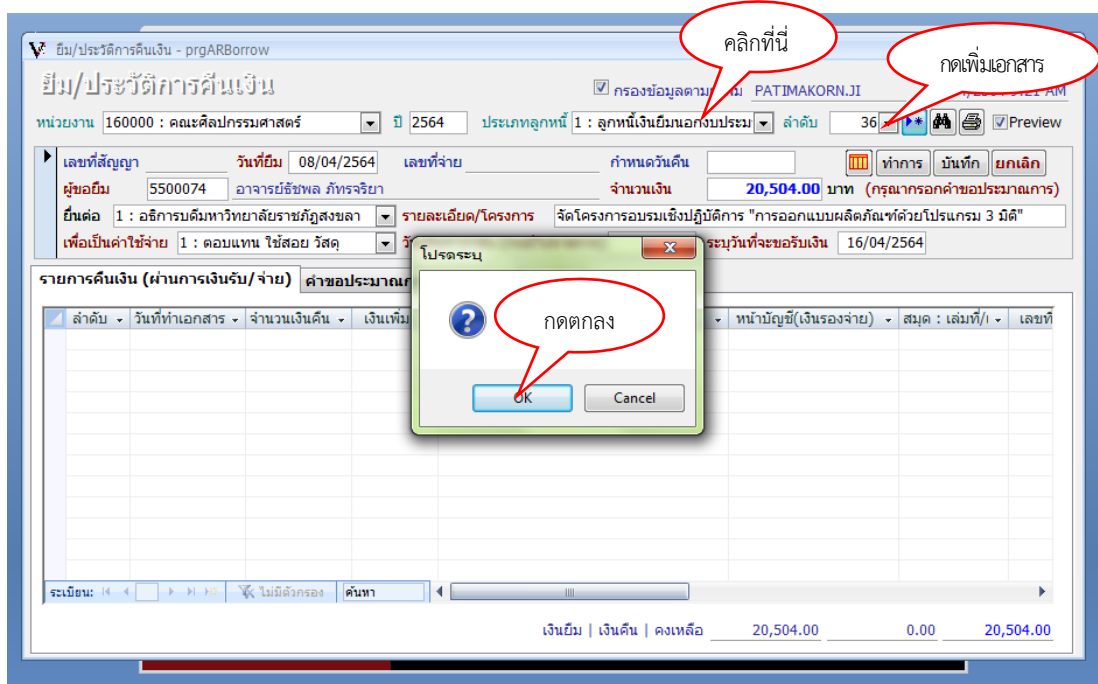 คลิกที่นี่
กดเพิ่มเอกสาร
ยืม/ประวัติการคืนเงิน - prgARBorrow
ยืม/ประวัติการคืนเงิน
กรองข้อมูลตาม PATIMAKORN.JI AM
หน่วยงาน 160000 : คณะศิลปกรรมศาสตร์ ปี 2564 ประเภทลูกหนี้ 1 : ลูกหนี้เงินยืมนอกงบประม ลำดับ 36 Preview
เลขที่สัญญา วันที่ยืม 08/04/2564 เลขที่จ่าย กำหนดวันคืน ทำการ บันทึก ยกเลิก
ผู้ขอยืม 5500074 อาจารย์ธัชพล ภัทรจริยา จำนวนเงิน 20,504.00 บาท (กรุณากรอกคำขอประมาณการ)
ยื่นต่อ 1 : อธิการบดีมหาวิทยาลัยราชภัฏสงขลา รายละเอียด/โครงการ จัดโครงการอบรมเชิงปฏิบัติการ "การออกแบบผลิตภัณฑ์ด้วยโปรแกรม 3 มิติ"
เพื่อเป็นค่าใช้จ่าย 1 : ตอบแทน ใช้สอย วัสดุ ระบุวันที่จะขอรับเงิน 16/04/2564
โปรดระบุ
รายการคืนเงิน (ผ่านการเงินรับ/จ่าย) คำขอประมาณก
ลำดับ วันที่ทำเอกสาร จำนวนเงินคืน เงินเพิ่ม หน้าบัญชี(เงินรองจ่าย) สมุด : เล่มที่/เ เลขที่
กดตกลง
OK Cancel
ระเบียน: ไม่มีตัวกรอง ค้นหา
เงินยืม | เงินคืน | คงเหลือ 20,504.00 0.00 20,504.00